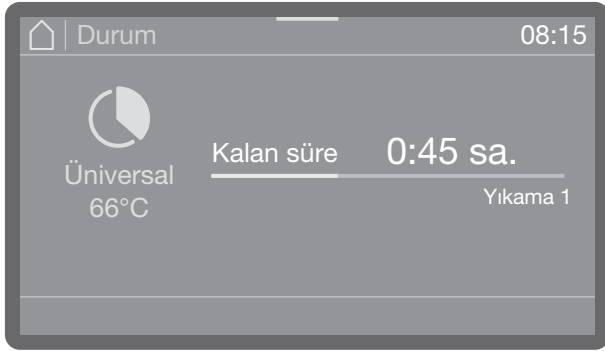 Durum 08:15
Kalan süre 0:45 sa.
Üniversal
66°C
Yıkama 1